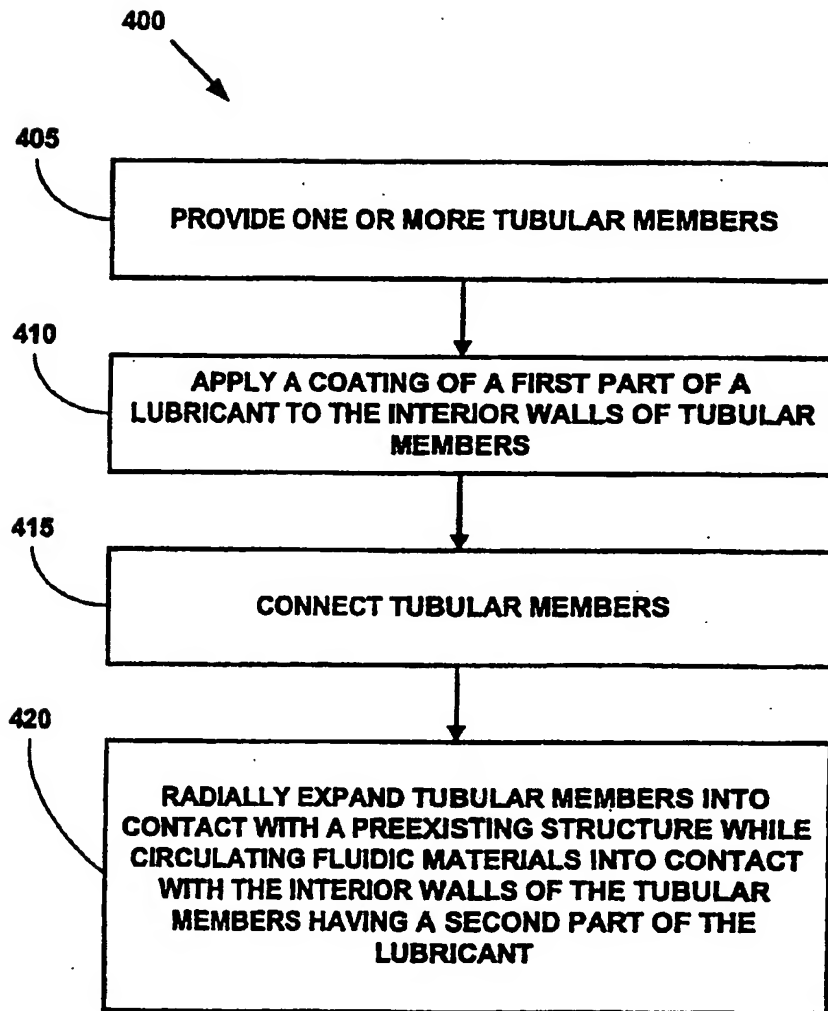 400
405
PROVIDE ONE OR MORE TUBULAR MEMBERS
410
APPLY A COATING OF A FIRST PART OF A
LUBRICANT TO THE INTERIOR WALLS OF TUBULAR
MEMBERS
415
CONNECT TUBULAR MEMBERS
420
RADIALLY EXPAND TUBULAR MEMBERS INTO
CONTACT WITH A PREEXISTING STRUCTURE WHILE
CIRCULATING FLUIDIC MATERIALS INTO CONTACT
WITH THE INTERIOR WALLS OF THE TUBULAR
MEMBERS HAVING A SECOND PART OF THE
LUBRICANT